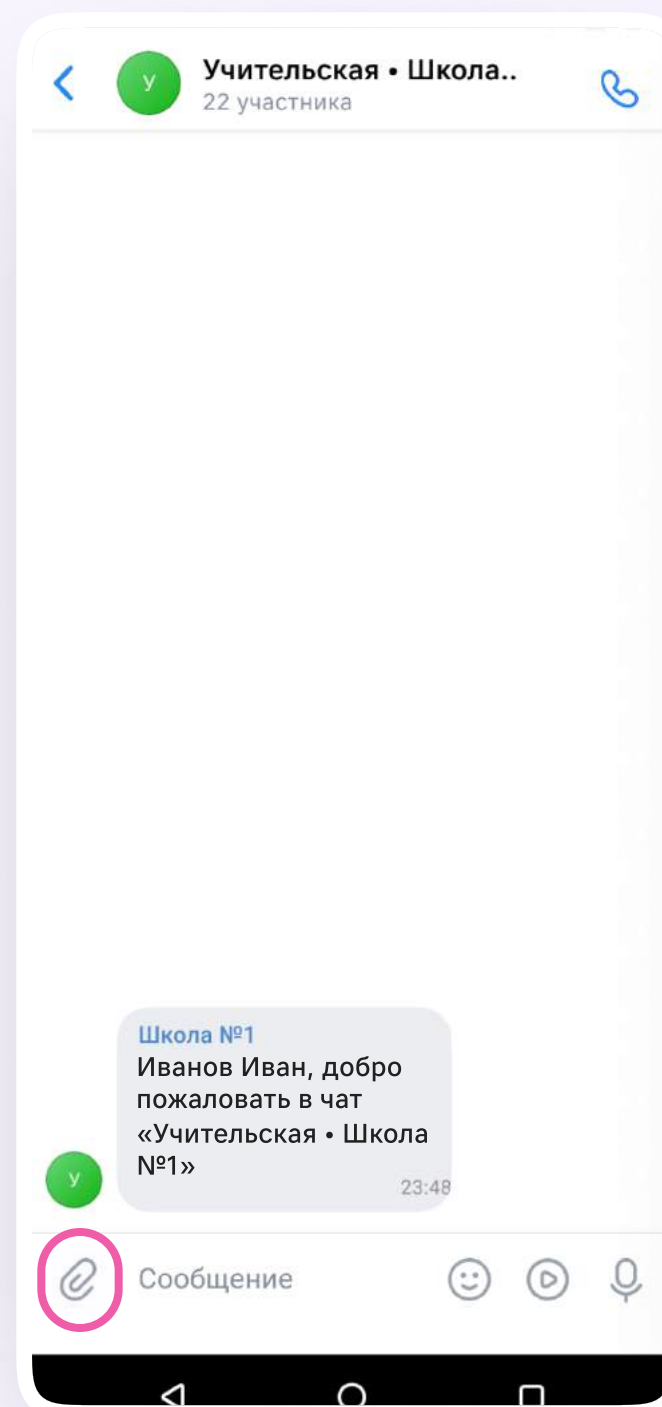 У
Учительская • Школа..
22 участника
Школа №1
Иванов Иван, добро
пожаловать в чат
«Учительская • Школа
№1»
У
23:48
Сообщение